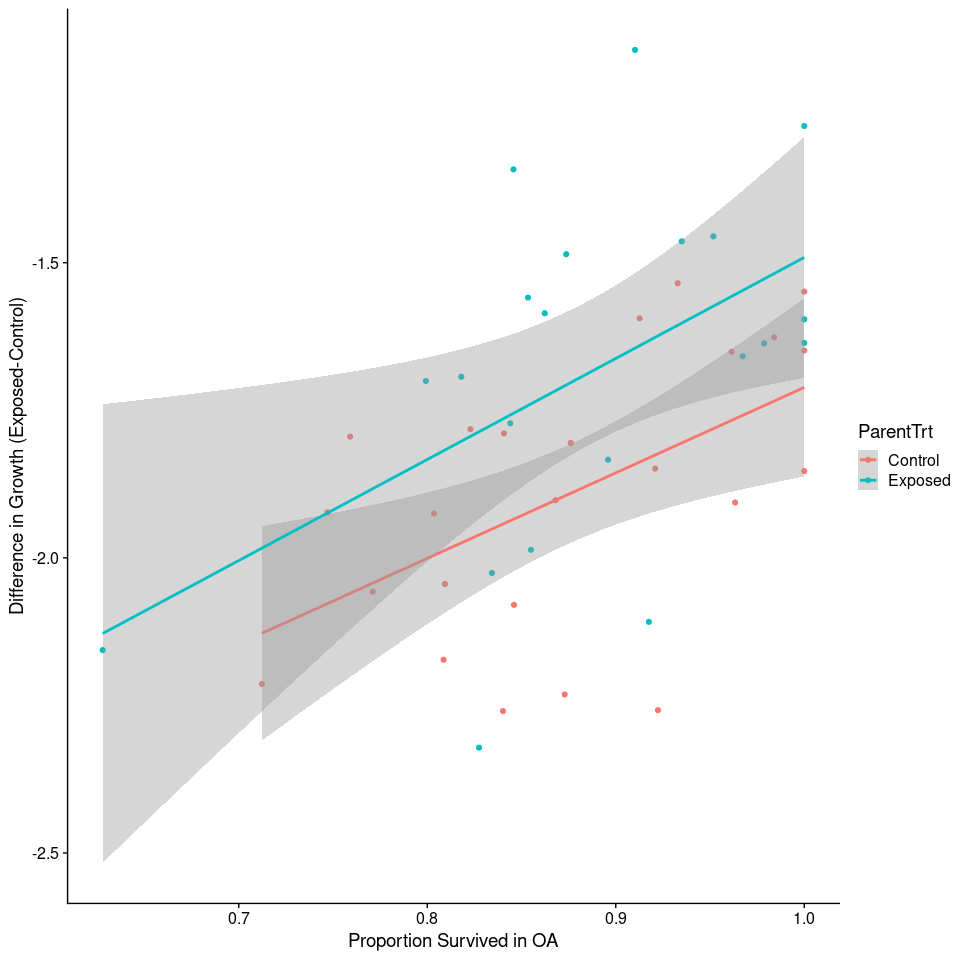 Difference in Growth (Exposed-Control)
-1.5
-2.0
-2.5
0.7 0.8 0.9 1.0
Proportion Survived in OA
ParentTrt
Control
Exposed